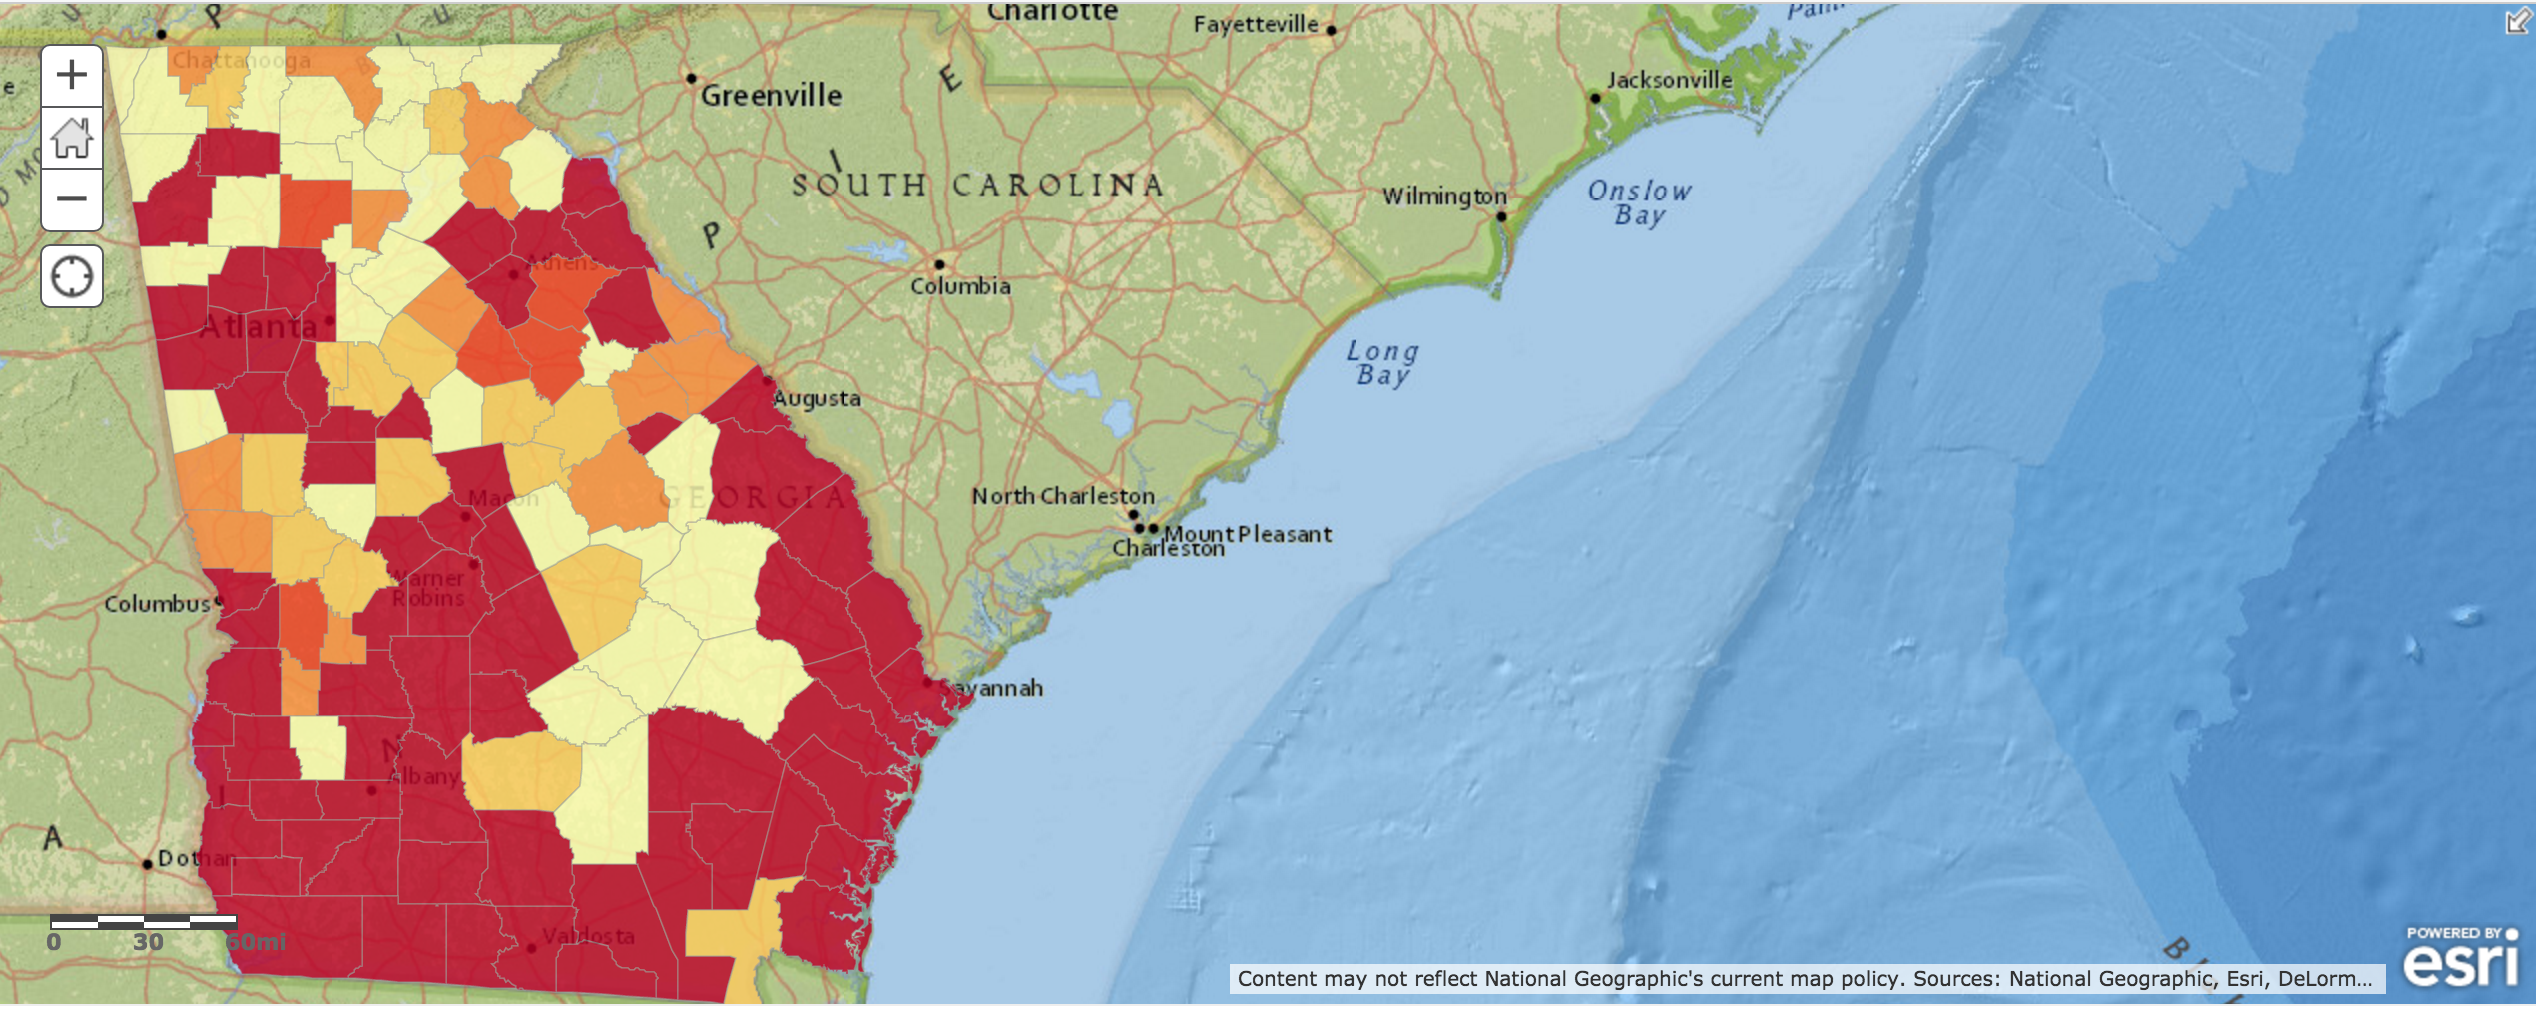 Charlotte
Fayetteville
P
U
Chattanooga
Greenville
E
Jacksonville
I
SOUTH CAROLINA
Wilmington
Onslow
Bay
P
Athens
Columbia
Atlanta
Long
Bay
Augusta
Macon
GEORGIA
North Charleston
Mount Pleasant
Charleston
Warner
Robins
Columbus
Savannah
N
Albany
I
A
Dothan
Valdosta
0 30 60mi
POWERED BY
esri
Content may not reflect National Geographic's current map policy. Sources: National Geographic, Esri, DeLorm...